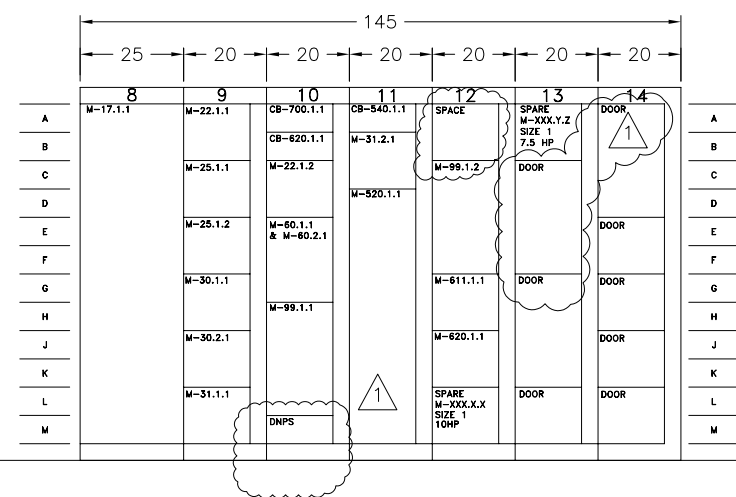 145
25 20 20 20 20 20 20
8 9 10 11 12 13 14
A M-17.1.1 M-22.1.1 CB-700.1.1 CB-540.1.1 SPACE SPARE DOOR A
M-XXX.Y.Z
SIZE 1 1
7.5 HP
B CB-620.1.1 M-31.2.1 B
C M-25.1.1 M-22.1.2 M-99.1.2 DOOR C
D M-520.1.1 D
E M-25.1.2 M-60.1.1 DOOR E
& M-60.2.1
F F
G M-30.1.1 M-611.1.1 DOOR DOOR G
H M-99.1.1 H
J M-30.2.1 M-620.1.1 DOOR J
K K
L M-31.1.1 1 SPARE DOOR DOOR L
M-XXX.X.X
SIZE 1
10HP
M DNPS M